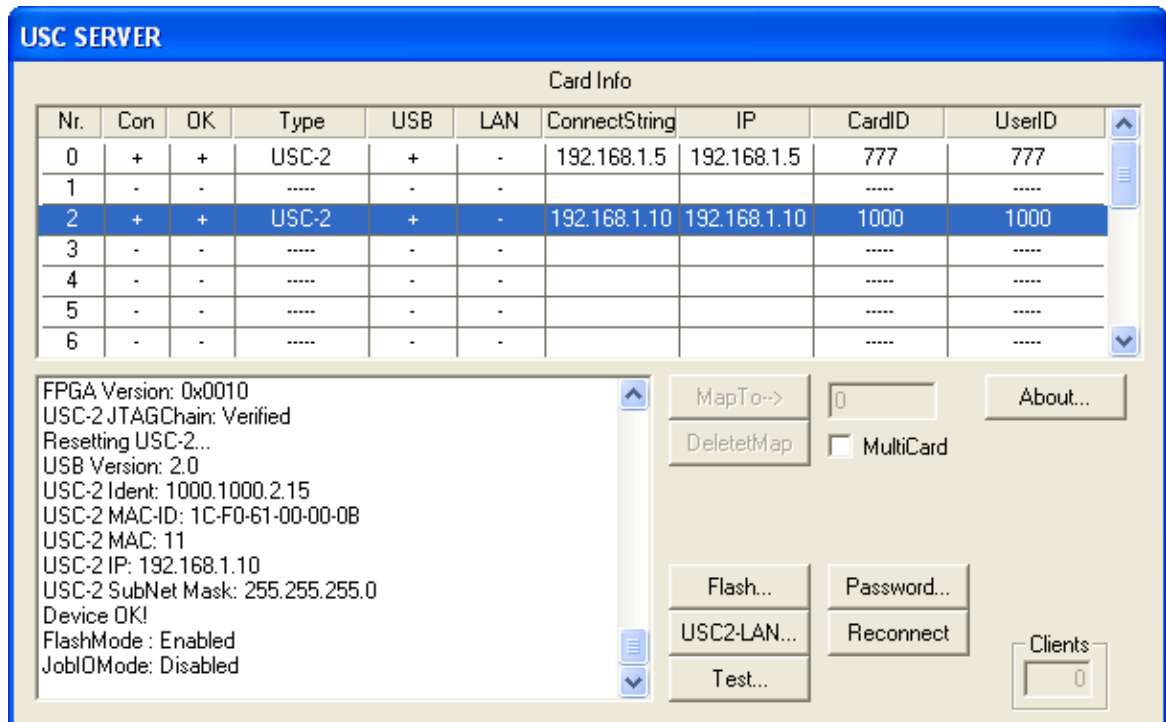 USC SERVER
Card Info
Nr. Con OK Type USB LAN ConnectString IP CardID UserID
0 + + USC-2 + - 192.168.1.5 192.168.1.5 777 777
1 - - ----- - - ----- -----
2 + + USC-2 + - 192.168.1.10 192.168.1.10 1000 1000
3 - - ----- - - ----- -----
4 - - ----- - - ----- -----
5 - - ----- - - ----- -----
6 - - ----- - - ----- -----
FPGA Version: 0x0010
USC-2 JTAGChain: Verified
Resetting USC-2...
USB Version: 2.0
USC-2 Ident: 1000.1000.2.15
USC-2 MAC-ID: 1C-F0-61-00-00-0B
USC-2 MAC: 11
USC-2 IP: 192.168.1.10
USC-2 SubNet Mask: 255.255.255.0
Device OK!
FlashMode : Enabled
JobIOMode: Disabled
MapTo--> 0 About...
DeletetMap MultiCard
Flash... Password...
USC2-LAN... Reconnect
Test...
Clients
0